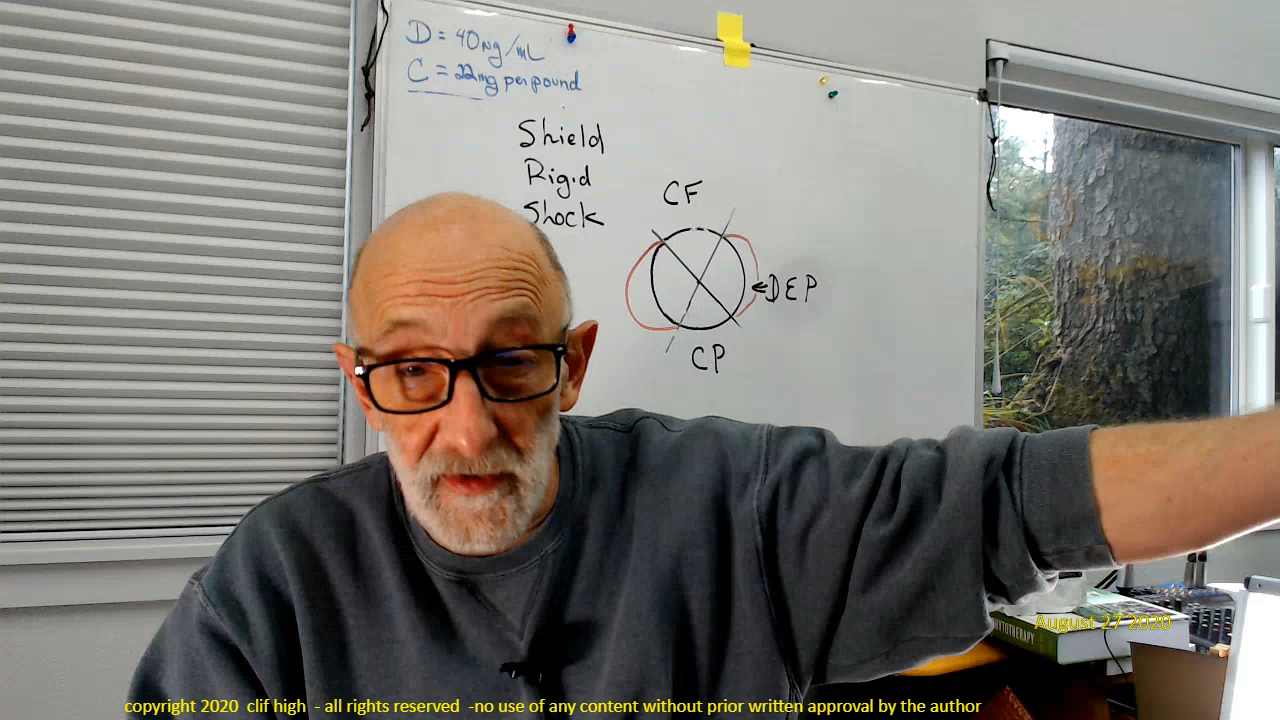 D = 40ng/mL
C = 22mg per pound
Shield
Rigid
Shock
CF
DEP
CP
August 27 2020
copyright 2020 clif high - all rights reserved -no use of any content without prior written approval by the author